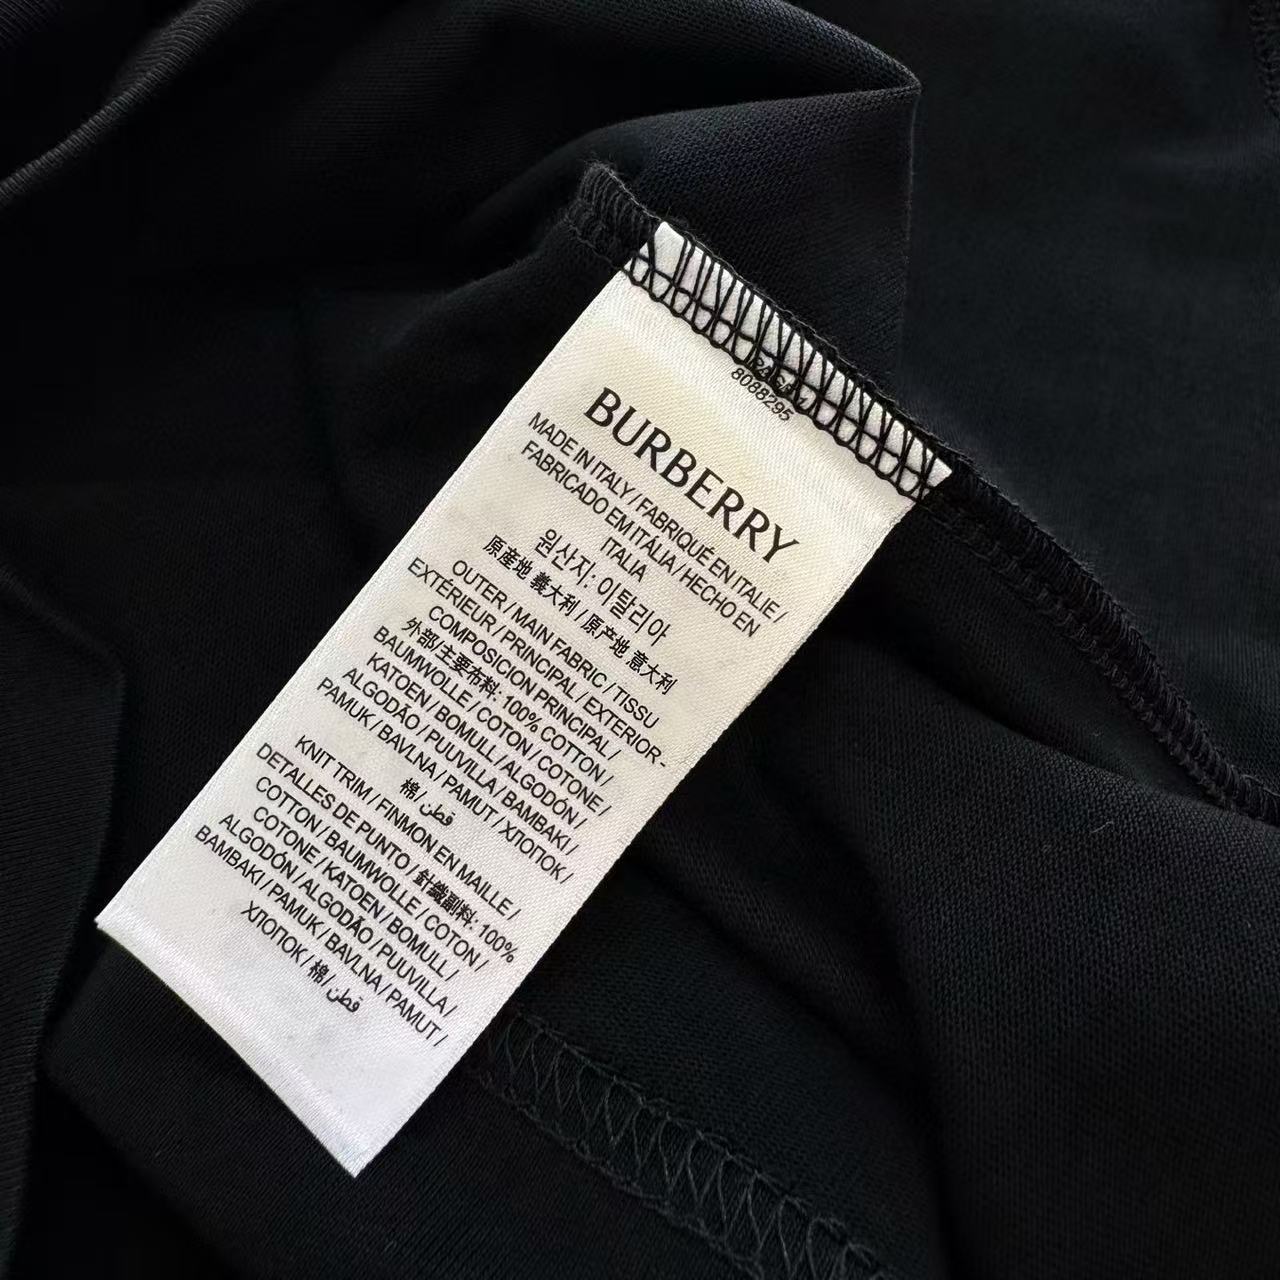 8088295
BURBERRY
MADE IN ITALY / FABRIQUÉ EN ITALIE /
FABRICADO EM ITÁLIA / HECHO EN
ITALIA
원산지: 이탈리아
原産地 義大利 / 原产地 意大利
OUTER / MAIN FABRIC / TISSU
EXTÉRIEUR / PRINCIPAL / EXTERIOR-
COMPOSICION PRINCIPAL /
外部/主要布料: 100% COTTON /
BAUMWOLLE / COTON / COTONE /
KATOEN / BOMULL / ALGODÓN /
ALGODÃO / PUUVILLA / BAMBAKI /
PAMUK / BAVLNA / PAMUT / ХЛОПОК /
棉 / قطن
KNIT TRIM / FINMON EN MAILLE /
DETALLES DE PUNTO / 針織副料: 100%
COTTON / BAUMWOLLE / COTON /
COTONE / KATOEN / BOMULL /
ALGODÓN / ALGODÃO / PUUVILLA /
BAMBAKI / PAMUK / BAVLNA / PAMUT /
ХЛОПОК / 棉 / قطن